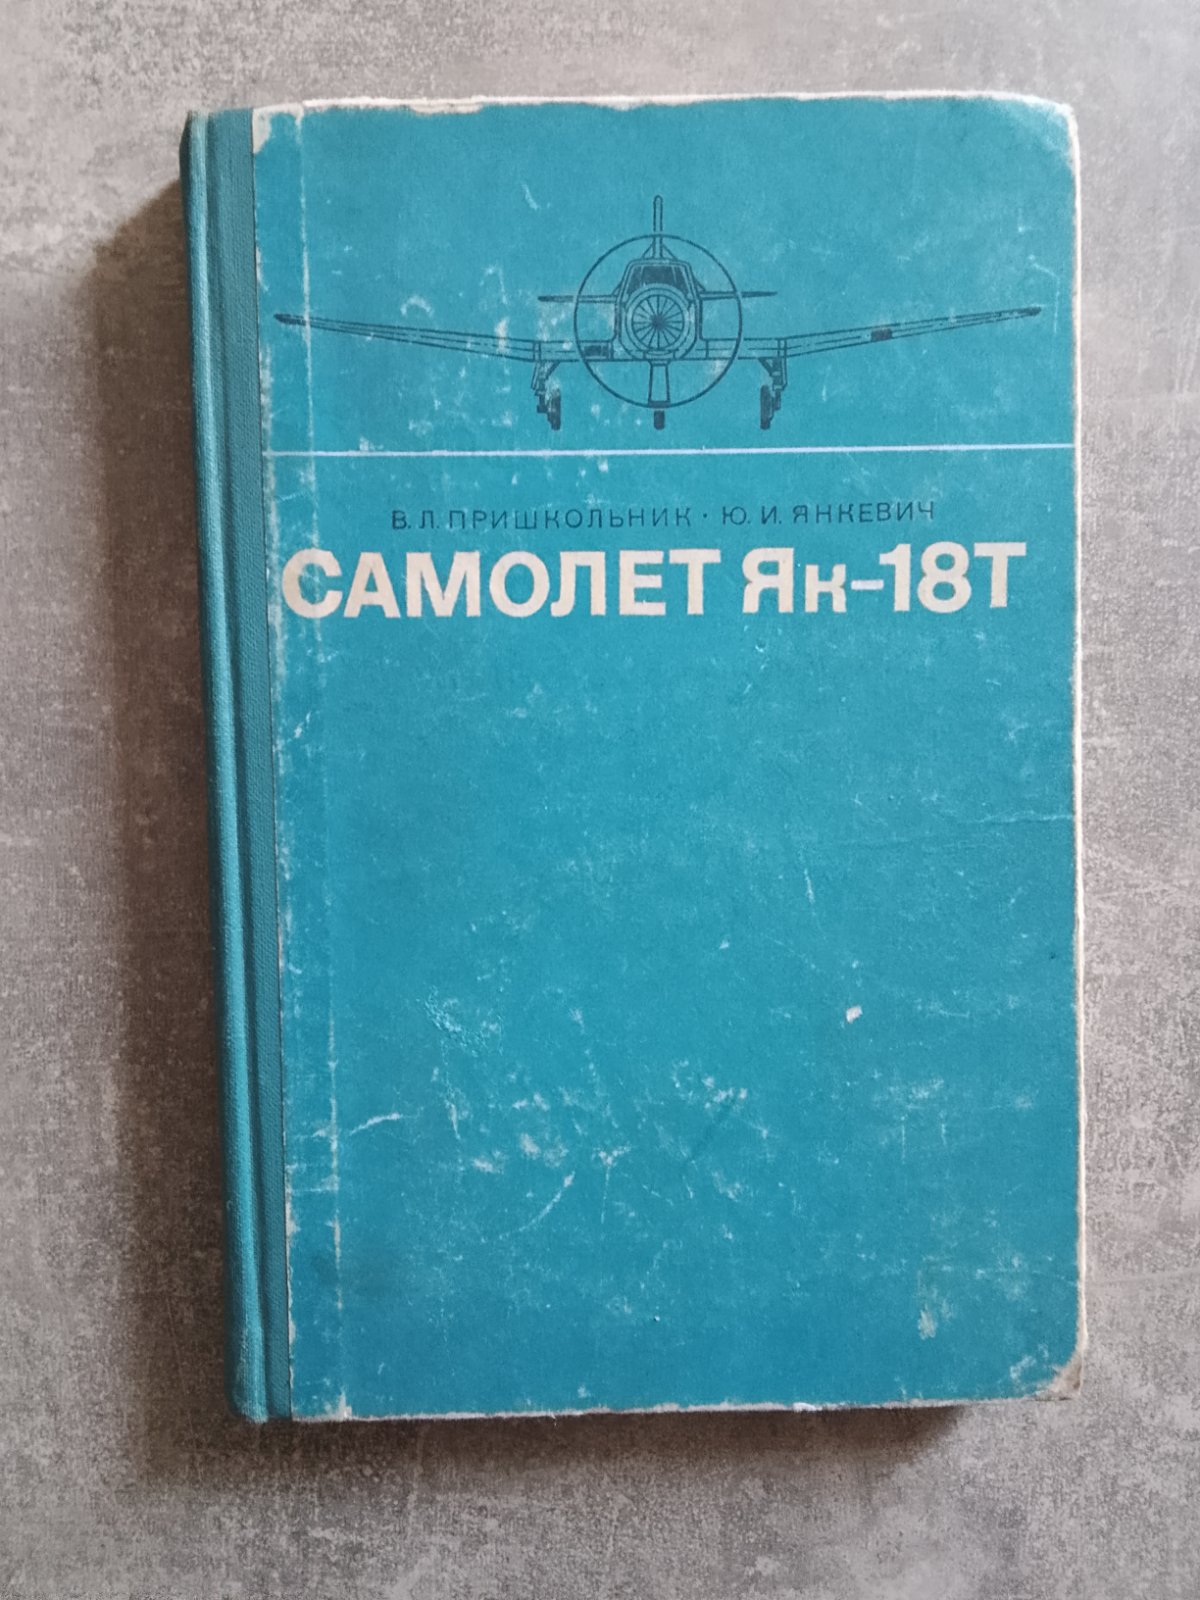 В. Л. ПРИШКОЛЬНИК · Ю. И. ЯНКЕВИЧ
САМОЛЕТ Як-18Т